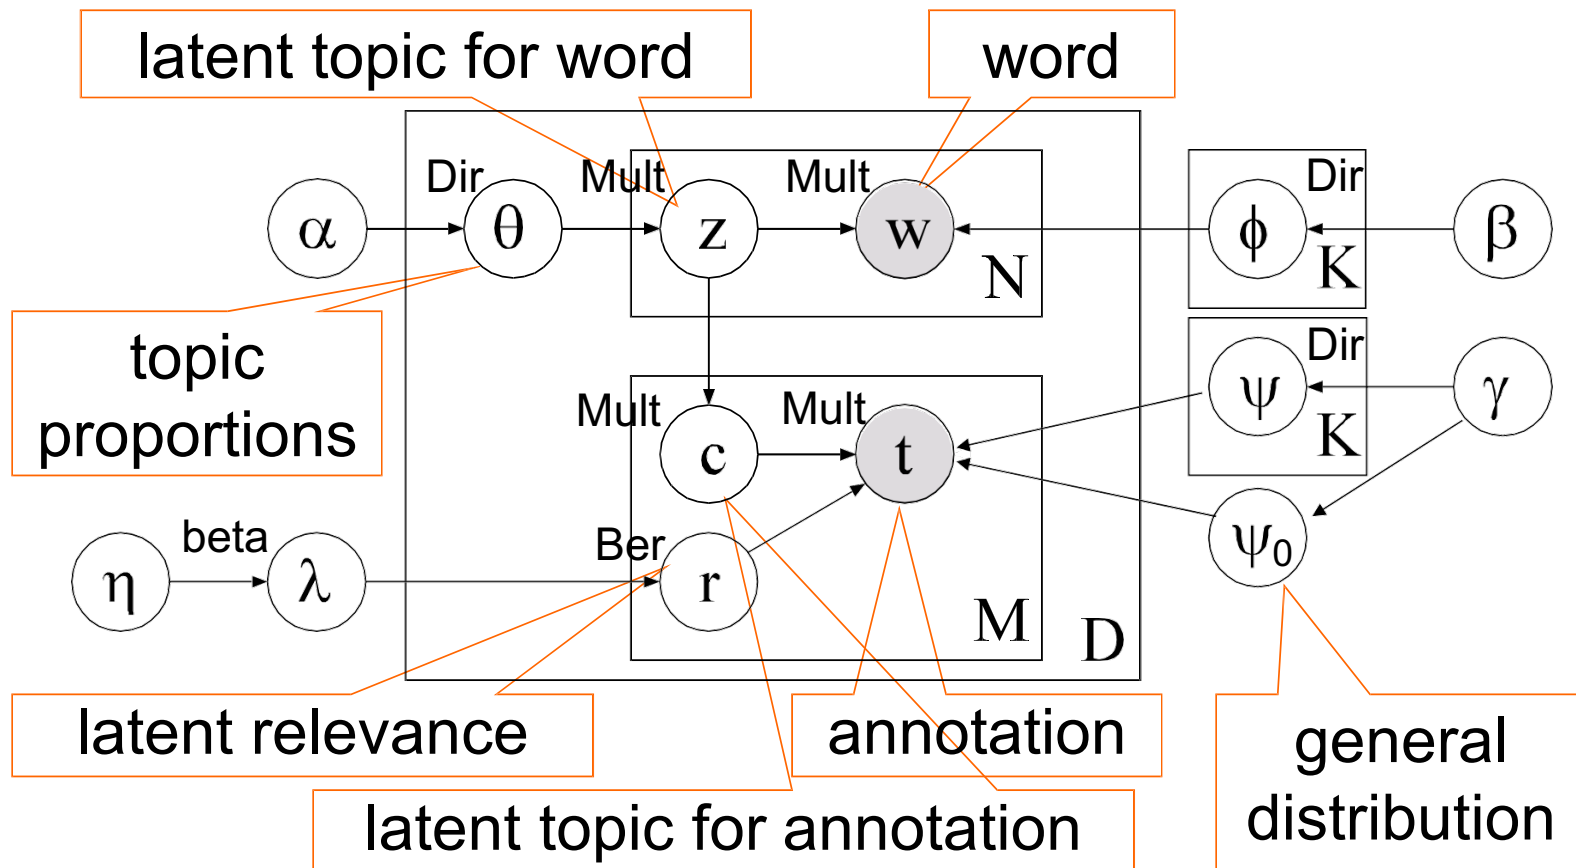 latent topic for word
word
Dir
Mult
Mult
Dir
α
θ
z
w
ϕ
β
N
K
topic
proportions
Mult
Mult
Dir
c
t
ψ
γ
K
beta
Ber
η
λ
r
ψ0
M
D
latent relevance
annotation
general
distribution
latent topic for annotation